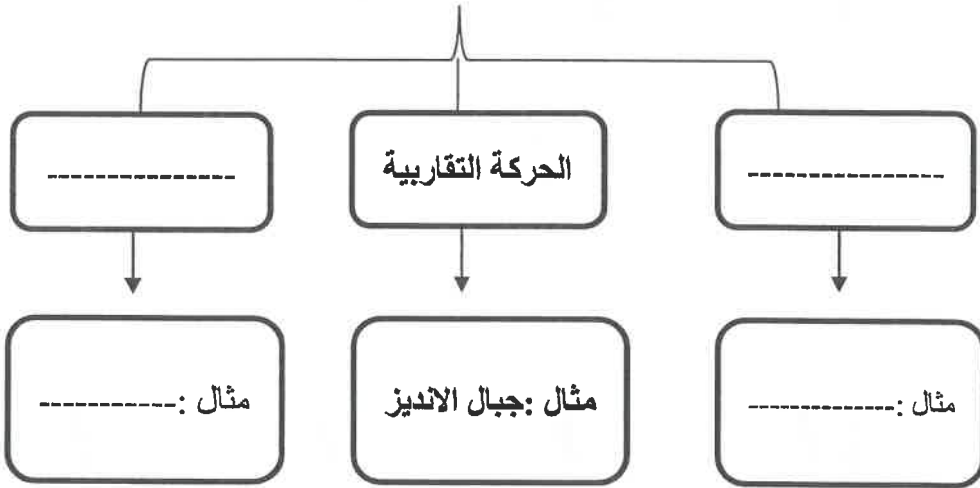 ----------------
الحركة التقاربية
--------------
مثال :--------------
مثال :جبال الانديز
مثال :-----------